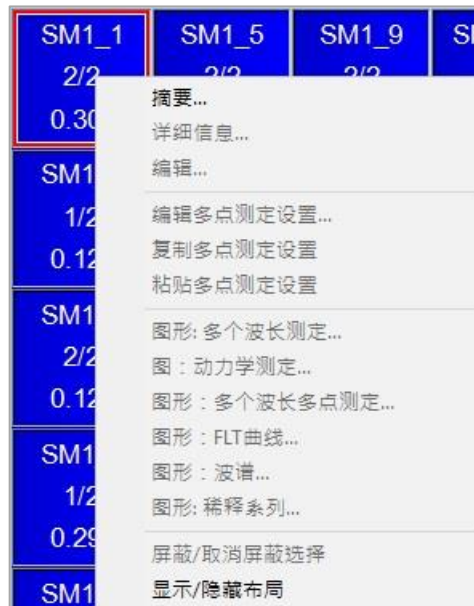 SM1_1 SM1_5 SM1_9
2/2 2/2 2/2
摘要...
0.30
详细信息...
SM1
编辑...
1/2
编辑多点测定设置...
0.12
复制多点测定设置
粘贴多点测定设置
SM1
图形: 多个波长测定...
2/2
图：动力学测定...
0.12
图形：多个波长多点测定...
SM1
图形：FLT曲线...
图形：波谱...
1/2
图形: 稀释系列...
0.29
屏蔽/取消屏蔽选择
SM1
显示/隐藏布局